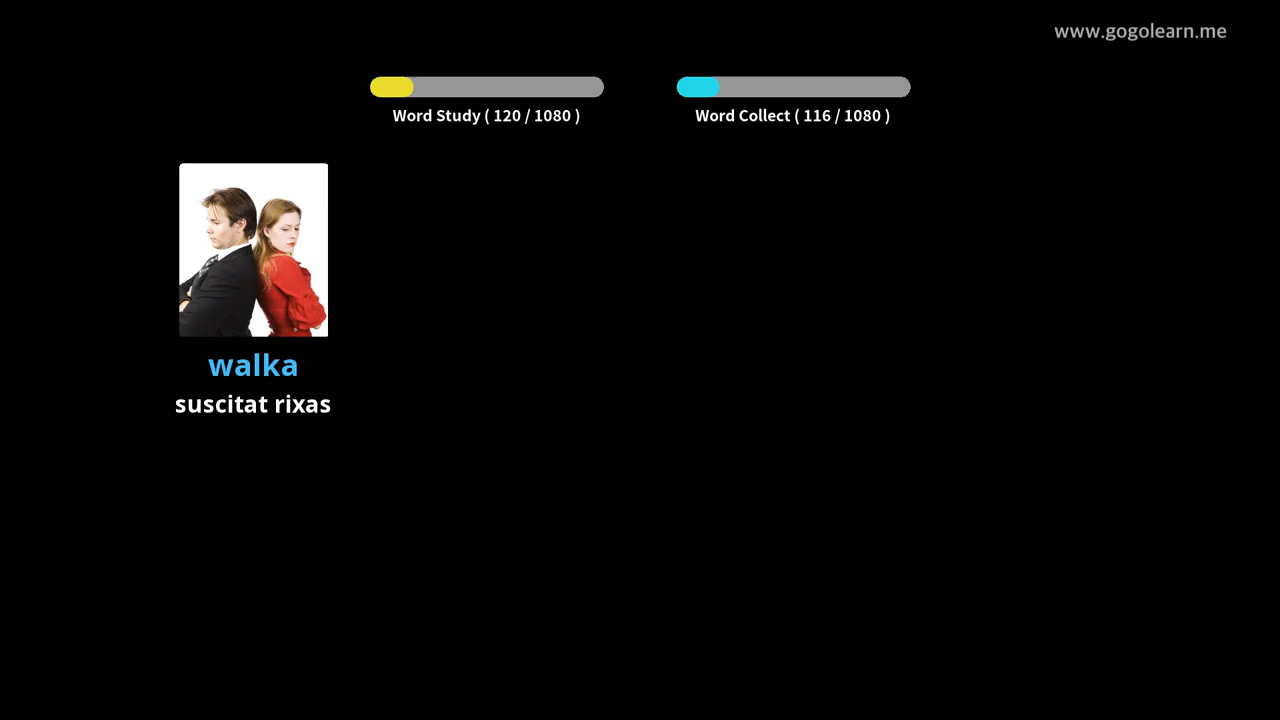 www.gogolearn.me
Word Study ( 120 / 1080 )
Word Collect ( 116 / 1080 )
walka
suscitat rixas